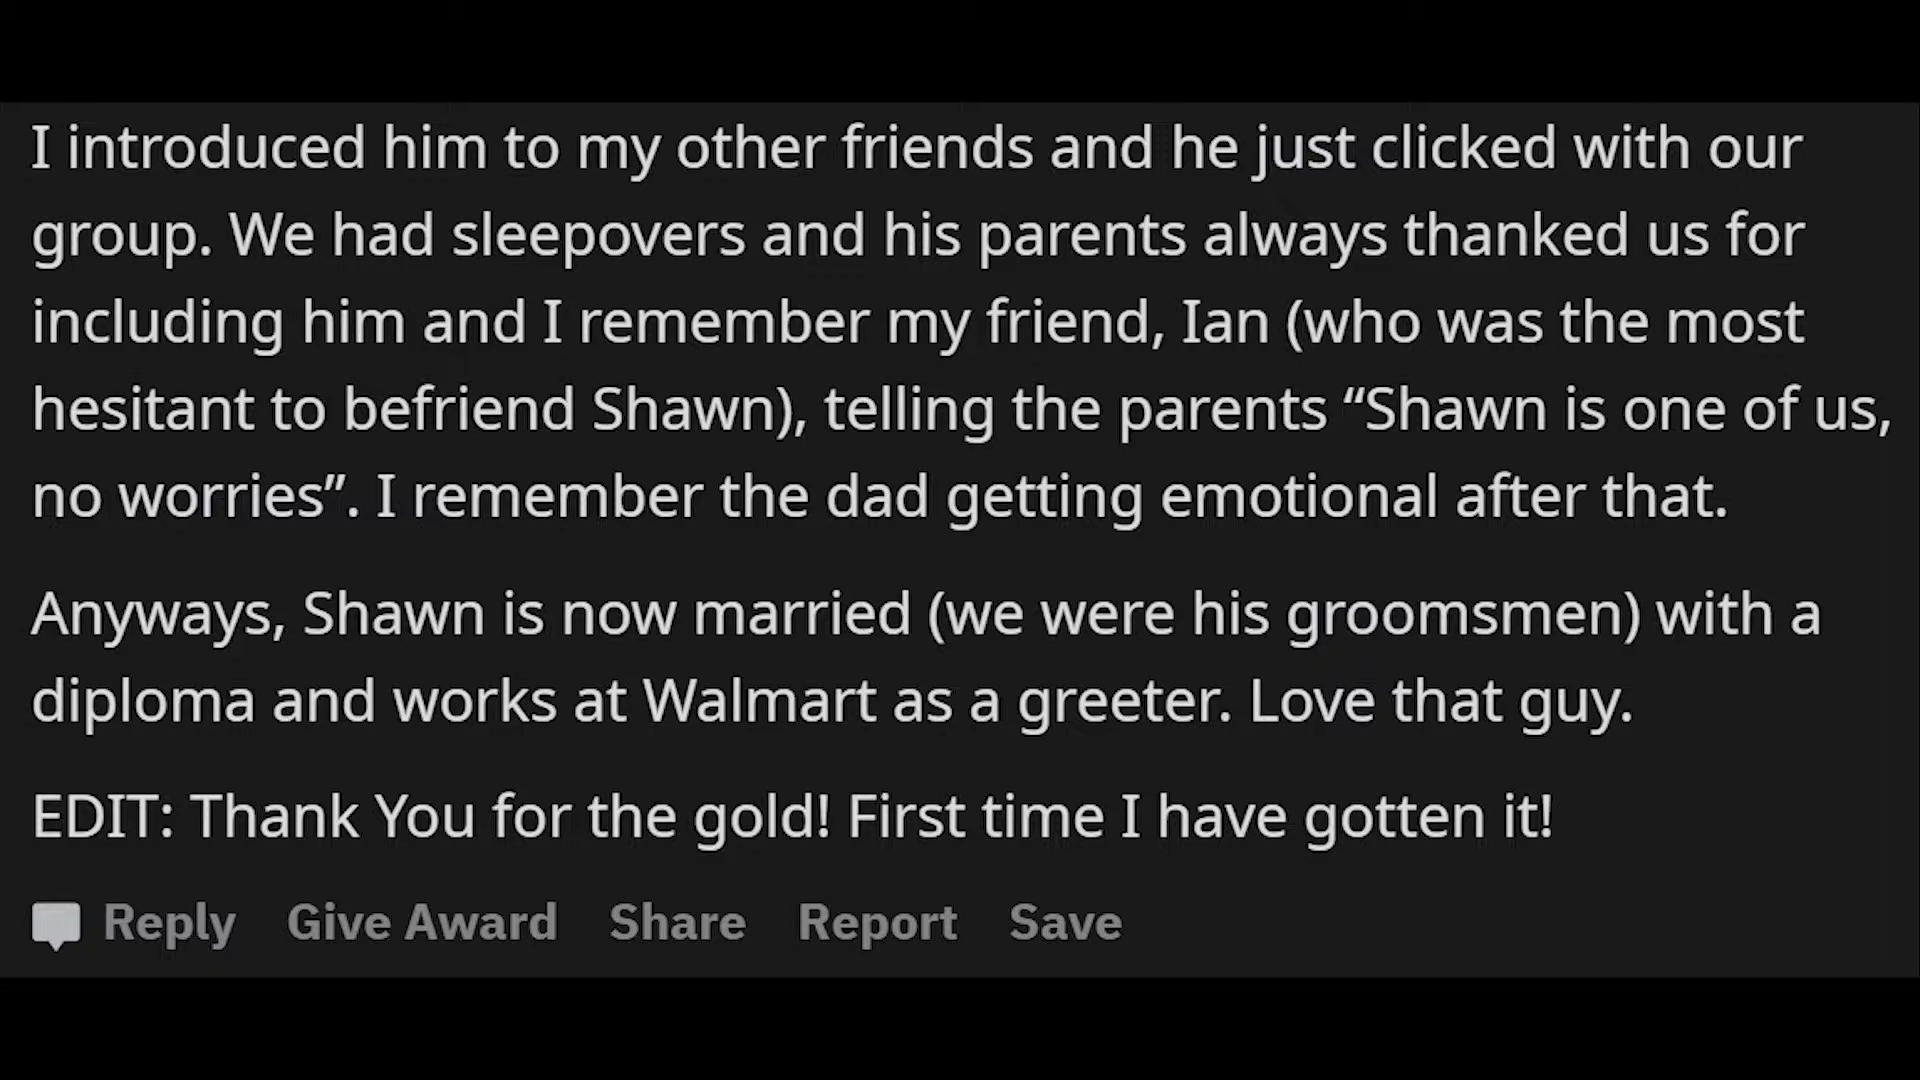 I introduced him to my other friends and he just clicked with our
group. We had sleepovers and his parents always thanked us for
including him and I remember my friend, Ian (who was the most
hesitant to befriend Shawn), telling the parents “Shawn is one of us,
no worries”. I remember the dad getting emotional after that.
Anyways, Shawn is now married (we were his groomsmen) with a
diploma and works at Walmart as a greeter. Love that guy.
EDIT: Thank You for the gold! First time I have gotten it!
Reply Give Award Share Report Save